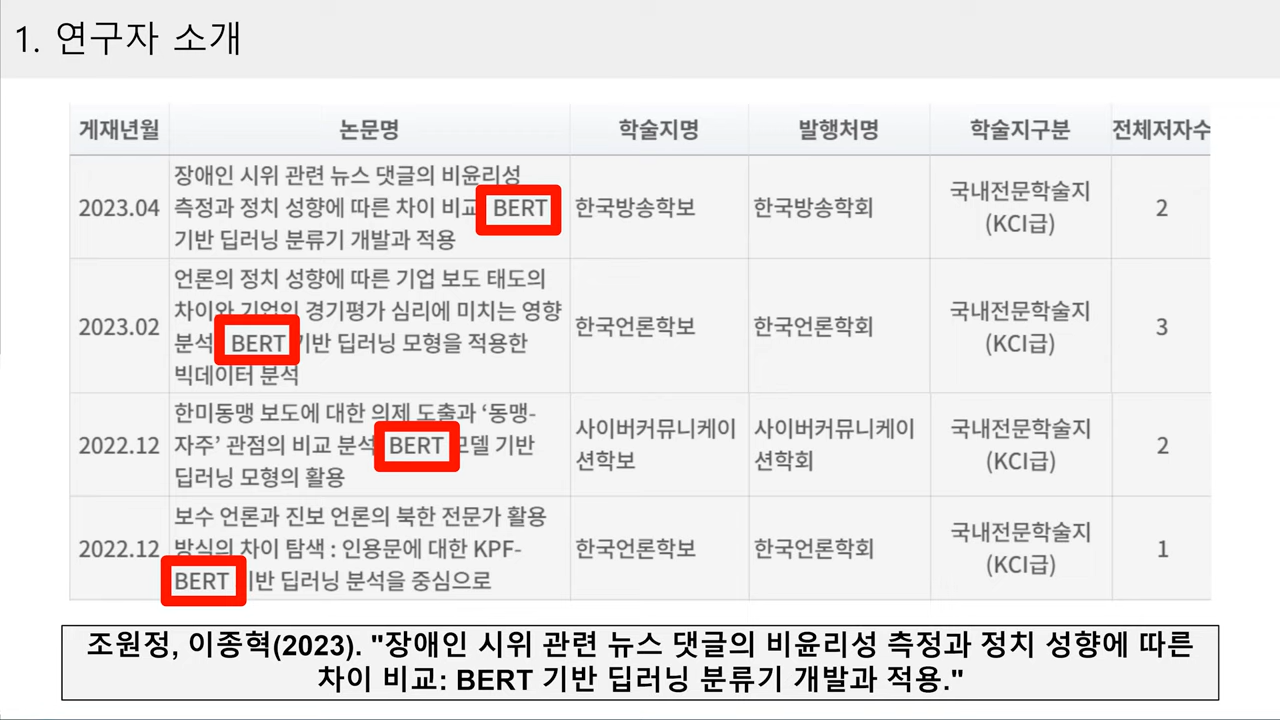 1. 연구자 소개
게재년월 논문명 학술지명 발행처명 학술지구분 전체저자수
2023.04
장애인 시위 관련 뉴스 댓글의 비윤리성
측정과 정치 성향에 따른 차이 비교 BERT
기반 딥러닝 분류기 개발과 적용
한국방송학보
한국방송학회
국내전문학술지
(KCI급)
2
2023.02
언론의 정치 성향에 따른 기업 보도 태도의
차이와 기업의 경기평가 심리에 미치는 영향
분석 BERT 기반 딥러닝 모형을 적용한
빅데이터 분석
한국언론학보
한국언론학회
국내전문학술지
(KCI급)
3
2022.12
한미동맹 보도에 대한 의제 도출과 ‘동맹-
자주’ 관점의 비교 분석 BERT 모델 기반
딥러닝 모형의 활용
사이버커뮤니케이
션학보
사이버커뮤니케이
션학회
국내전문학술지
(KCI급)
2
2022.12
보수 언론과 진보 언론의 북한 전문가 활용
방식의 차이 탐색 : 인용문에 대한 KPF-
BERT 기반 딥러닝 분석을 중심으로
한국언론학보
한국언론학회
국내전문학술지
(KCI급)
1
조원정, 이종혁(2023). "장애인 시위 관련 뉴스 댓글의 비윤리성 측정과 정치 성향에 따른
차이 비교: BERT 기반 딥러닝 분류기 개발과 적용."